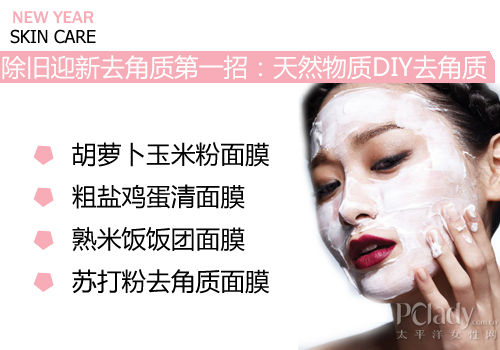 NEW YEAR
SKIN CARE
除旧迎新去角质第一招：天然物质DIY去角质
胡萝卜玉米粉面膜
粗盐鸡蛋清面膜
熟米饭饭团面膜
苏打粉去角质面膜
PClady.com.cn
太平洋女性网